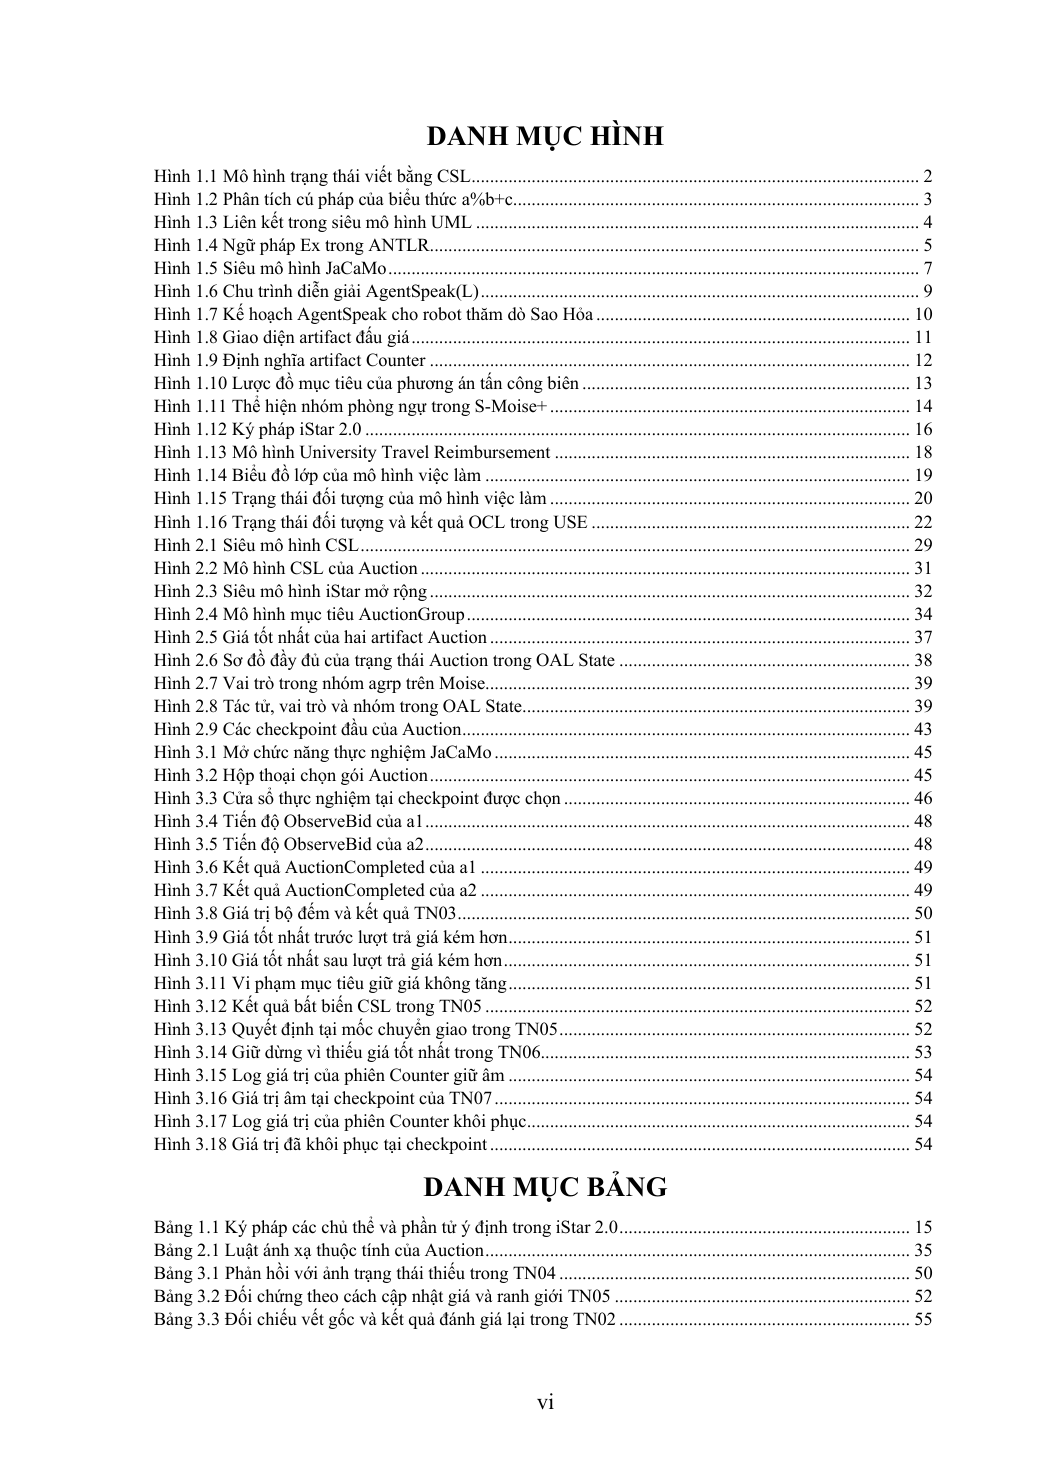 DANH MỤC HÌNH
Hình 1.1 Mô hình trạng thái viết bằng CSL................................................................................................. 2
Hình 1.2 Phân tích cú pháp của biểu thức a%b+c........................................................................................ 3
Hình 1.3 Liên kết trong siêu mô hình UML ................................................................................................ 4
Hình 1.4 Ngữ pháp Ex trong ANTLR.......................................................................................................... 5
Hình 1.5 Siêu mô hình JaCaMo................................................................................................................... 7
Hình 1.6 Chu trình diễn giải AgentSpeak(L)............................................................................................... 9
Hình 1.7 Kế hoạch AgentSpeak cho robot thăm dò Sao Hỏa .................................................................... 10
Hình 1.8 Giao diện artifact đấu giá............................................................................................................ 11
Hình 1.9 Định nghĩa artifact Counter ........................................................................................................ 12
Hình 1.10 Lược đồ mục tiêu của phương án tấn công biên ....................................................................... 13
Hình 1.11 Thể hiện nhóm phòng ngự trong S-Moise+ .............................................................................. 14
Hình 1.12 Ký pháp iStar 2.0 ...................................................................................................................... 16
Hình 1.13 Mô hình University Travel Reimbursement ............................................................................. 18
Hình 1.14 Biểu đồ lớp của mô hình việc làm ............................................................................................ 19
Hình 1.15 Trạng thái đối tượng của mô hình việc làm .............................................................................. 20
Hình 1.16 Trạng thái đối tượng và kết quả OCL trong USE ..................................................................... 22
Hình 2.1 Siêu mô hình CSL....................................................................................................................... 29
Hình 2.2 Mô hình CSL của Auction .......................................................................................................... 31
Hình 2.3 Siêu mô hình iStar mở rộng ........................................................................................................ 32
Hình 2.4 Mô hình mục tiêu AuctionGroup................................................................................................ 34
Hình 2.5 Giá tốt nhất của hai artifact Auction ........................................................................................... 37
Hình 2.6 Sơ đồ đầy đủ của trạng thái Auction trong OAL State ............................................................... 38
Hình 2.7 Vai trò trong nhóm agrp trên Moise............................................................................................ 39
Hình 2.8 Tác tử, vai trò và nhóm trong OAL State.................................................................................... 39
Hình 2.9 Các checkpoint đầu của Auction................................................................................................. 43
Hình 3.1 Mở chức năng thực nghiệm JaCaMo .......................................................................................... 45
Hình 3.2 Hộp thoại chọn gói Auction........................................................................................................ 45
Hình 3.3 Cửa sổ thực nghiệm tại checkpoint được chọn ........................................................................... 46
Hình 3.4 Tiến độ ObserveBid của a1......................................................................................................... 48
Hình 3.5 Tiến độ ObserveBid của a2......................................................................................................... 48
Hình 3.6 Kết quả AuctionCompleted của a1 ............................................................................................. 49
Hình 3.7 Kết quả AuctionCompleted của a2 ............................................................................................. 49
Hình 3.8 Giá trị bộ đếm và kết quả TN03.................................................................................................. 50
Hình 3.9 Giá tốt nhất trước lượt trả giá kém hơn....................................................................................... 51
Hình 3.10 Giá tốt nhất sau lượt trả giá kém hơn........................................................................................ 51
Hình 3.11 Vi phạm mục tiêu giữ giá không tăng....................................................................................... 51
Hình 3.12 Kết quả bất biến CSL trong TN05 ............................................................................................ 52
Hình 3.13 Quyết định tại mốc chuyển giao trong TN05............................................................................ 52
Hình 3.14 Giữ dừng vì thiếu giá tốt nhất trong TN06................................................................................ 53
Hình 3.15 Log giá trị của phiên Counter giữ âm ....................................................................................... 54
Hình 3.16 Giá trị âm tại checkpoint của TN07.......................................................................................... 54
Hình 3.17 Log giá trị của phiên Counter khôi phục................................................................................... 54
Hình 3.18 Giá trị đã khôi phục tại checkpoint ........................................................................................... 54
DANH MỤC BẢNG
Bảng 1.1 Ký pháp các chủ thể và phần tử ý định trong iStar 2.0............................................................... 15
Bảng 2.1 Luật ánh xạ thuộc tính của Auction............................................................................................ 35
Bảng 3.1 Phản hồi với ảnh trạng thái thiếu trong TN04 ............................................................................ 50
Bảng 3.2 Đối chứng theo cách cập nhật giá và ranh giới TN05 ................................................................ 52
Bảng 3.3 Đối chiếu vết gốc và kết quả đánh giá lại trong TN02 ............................................................... 55
vi